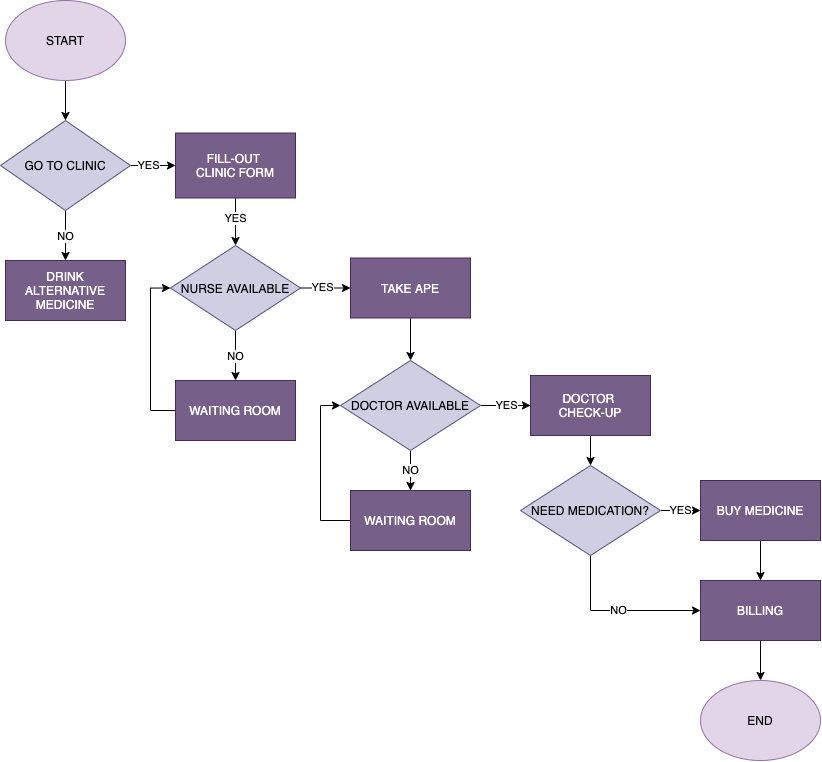 START
GO TO CLINIC
YES
FILL-OUT
CLINIC FORM
NO
YES
DRINK
ALTERNATIVE
MEDICINE
NURSE AVAILABLE
YES
TAKE APE
NO
WAITING ROOM
DOCTOR AVAILABLE
YES
DOCTOR
CHECK-UP
NO
WAITING ROOM
NEED MEDICATION?
YES
BUY MEDICINE
NO
BILLING
END